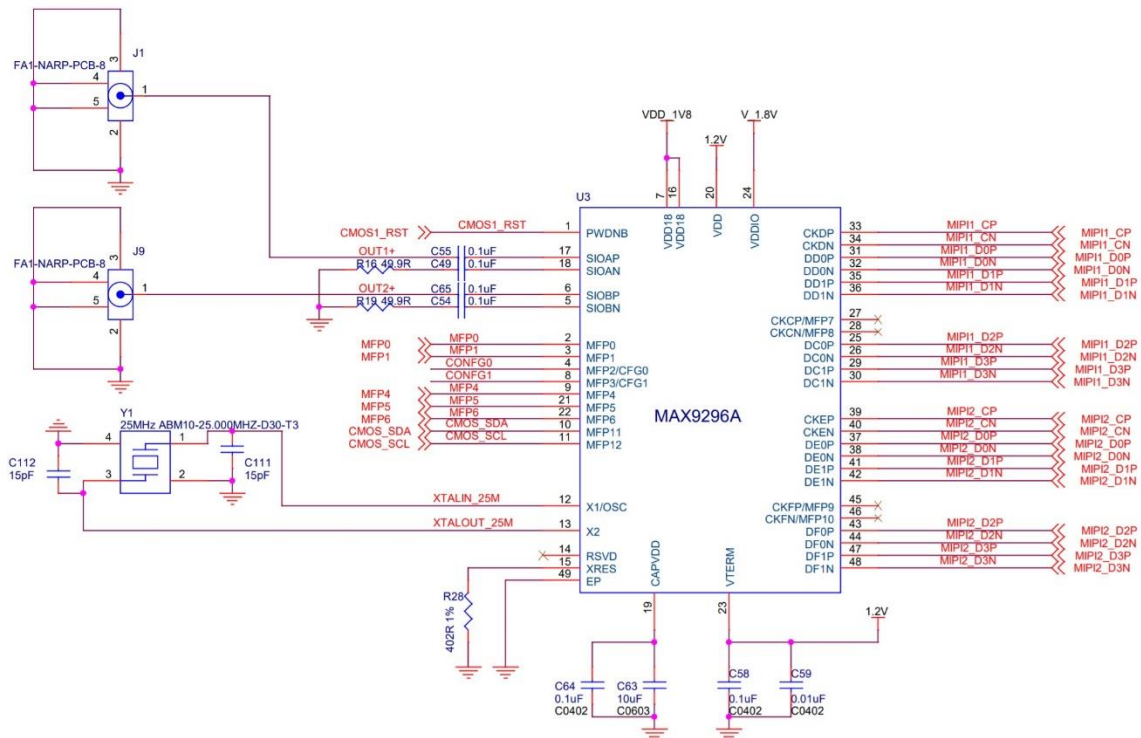 J1
FA1-NARP-PCB-8
3
4
5
1
2
J9
FA1-NARP-PCB-8
3
4
5
1
2
VDD_1V8
1.2V
V_1.8V
U3
7
16
20
24
VDD18
VDD18
VDD
VDDIO
CMOS1_RST
CMOS1_RST
1
PWDNB
OUT1+
C55
0.1uF
17
SIOAP
R16 49.9R
C49
0.1uF
18
SIOAN
OUT2+
C65
0.1uF
6
SIOBP
R19 49.9R
C54
0.1uF
5
SIOBN
MFP0
MFP0
2
MFP0
MFP1
MFP1
3
MFP1
CONFG0
4
MFP2/CFG0
CONFG1
8
MFP3/CFG1
MFP4
MFP4
9
MFP4
MFP5
MFP5
21
MFP5
MFP6
MFP6
22
MFP6
CMOS_SDA
CMOS_SDA
10
MFP11
CMOS_SCL
CMOS_SCL
11
MFP12
MAX9296A
Y1
25MHz ABM10-25.000MHZ-D30-T3
4
1
3
2
C112
15pF
C111
15pF
XTALIN_25M
12
X1/OSC
XTALOUT_25M
13
X2
14
RSVD
15
XRES
49
EP
R28
402R 1%
CAPVDD
VTERM
19
23
1.2V
C64
0.1uF
C0402
C63
10uF
C0603
C58
0.1uF
C0402
C59
0.01uF
C0402
CKDP
33
MIPI1_CP
MIPI1_CP
CKDN
34
MIPI1_CN
MIPI1_CN
DD0P
31
MIPI1_D0P
MIPI1_D0P
DD0N
32
MIPI1_D0N
MIPI1_D0N
DD1P
35
MIPI1_D1P
MIPI1_D1P
DD1N
36
MIPI1_D1N
MIPI1_D1N
CKCP/MFP7
27
CKCN/MFP8
28
DC0P
25
MIPI1_D2P
MIPI1_D2P
DC0N
26
MIPI1_D2N
MIPI1_D2N
DC1P
29
MIPI1_D3P
MIPI1_D3P
DC1N
30
MIPI1_D3N
MIPI1_D3N
CKEP
39
MIPI2_CP
MIPI2_CP
CKEN
40
MIPI2_CN
MIPI2_CN
DE0P
37
MIPI2_D0P
MIPI2_D0P
DE0N
38
MIPI2_D0N
MIPI2_D0N
DE1P
41
MIPI2_D1P
MIPI2_D1P
DE1N
42
MIPI2_D1N
MIPI2_D1N
CKFP/MFP9
45
CKFN/MFP10
46
DF0P
43
MIPI2_D2P
MIPI2_D2P
DF0N
44
MIPI2_D2N
MIPI2_D2N
DF1P
47
MIPI2_D3P
MIPI2_D3P
DF1N
48
MIPI2_D3N
MIPI2_D3N